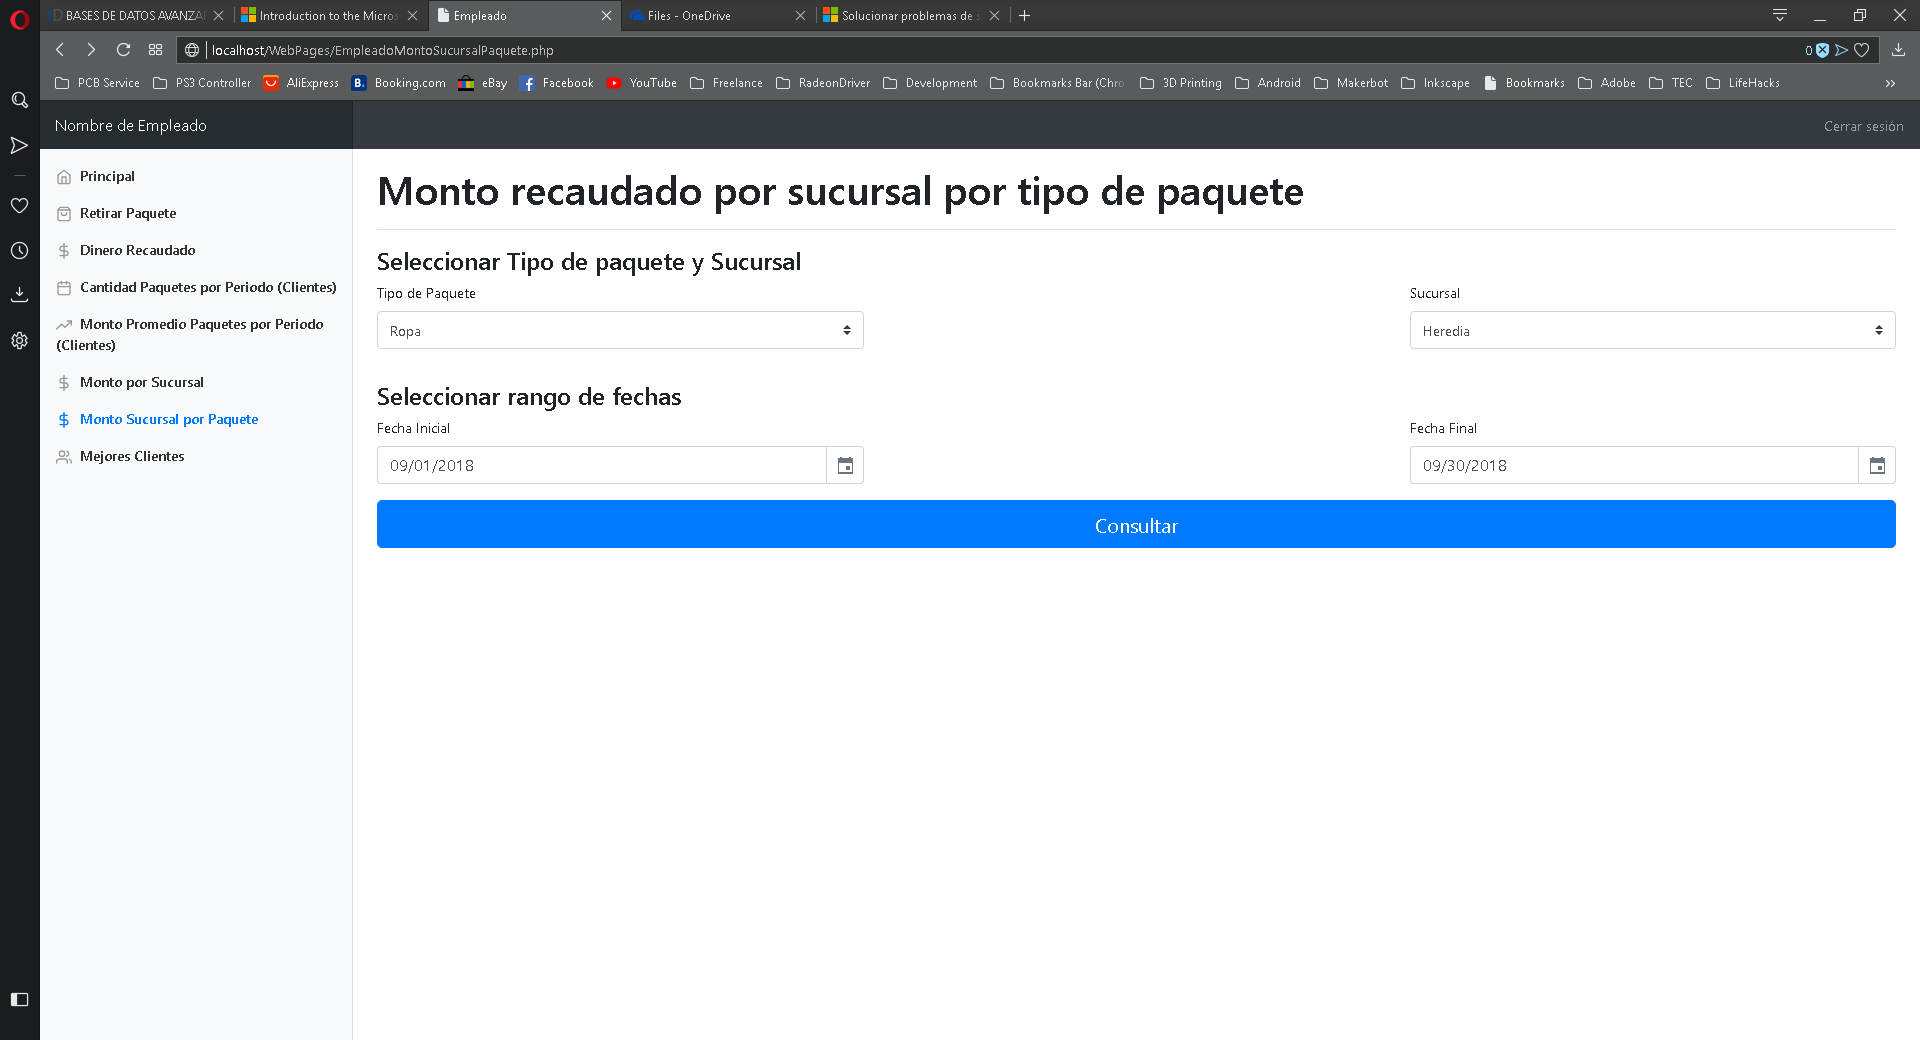 BASES DE DATOS AVANZA
Introduction to the Micros
Empleado
Files - OneDrive
Solucionar problemas de s
localhost/WebPages/EmpleadoMontoSucursalPaquete.php
0
PCB Service
PS3 Controller
AliExpress
B.
Booking.com
eBay
Facebook
YouTube
Freelance
RadeonDriver
Development
Bookmarks Bar (Chro
3D Printing
Android
Makerbot
Inkscape
Bookmarks
Adobe
TEC
LifeHacks
Nombre de Empleado
Cerrar sesión
Principal
Retirar Paquete
Dinero Recaudado
Cantidad Paquetes por Periodo (Clientes)
Monto Promedio Paquetes por Periodo
(Clientes)
Monto por Sucursal
Monto Sucursal por Paquete
Mejores Clientes
Monto recaudado por sucursal por tipo de paquete
Seleccionar Tipo de paquete y Sucursal
Tipo de Paquete
Sucursal
Ropa
Heredia
Seleccionar rango de fechas
Fecha Inicial
Fecha Final
09/01/2018
09/30/2018
Consultar